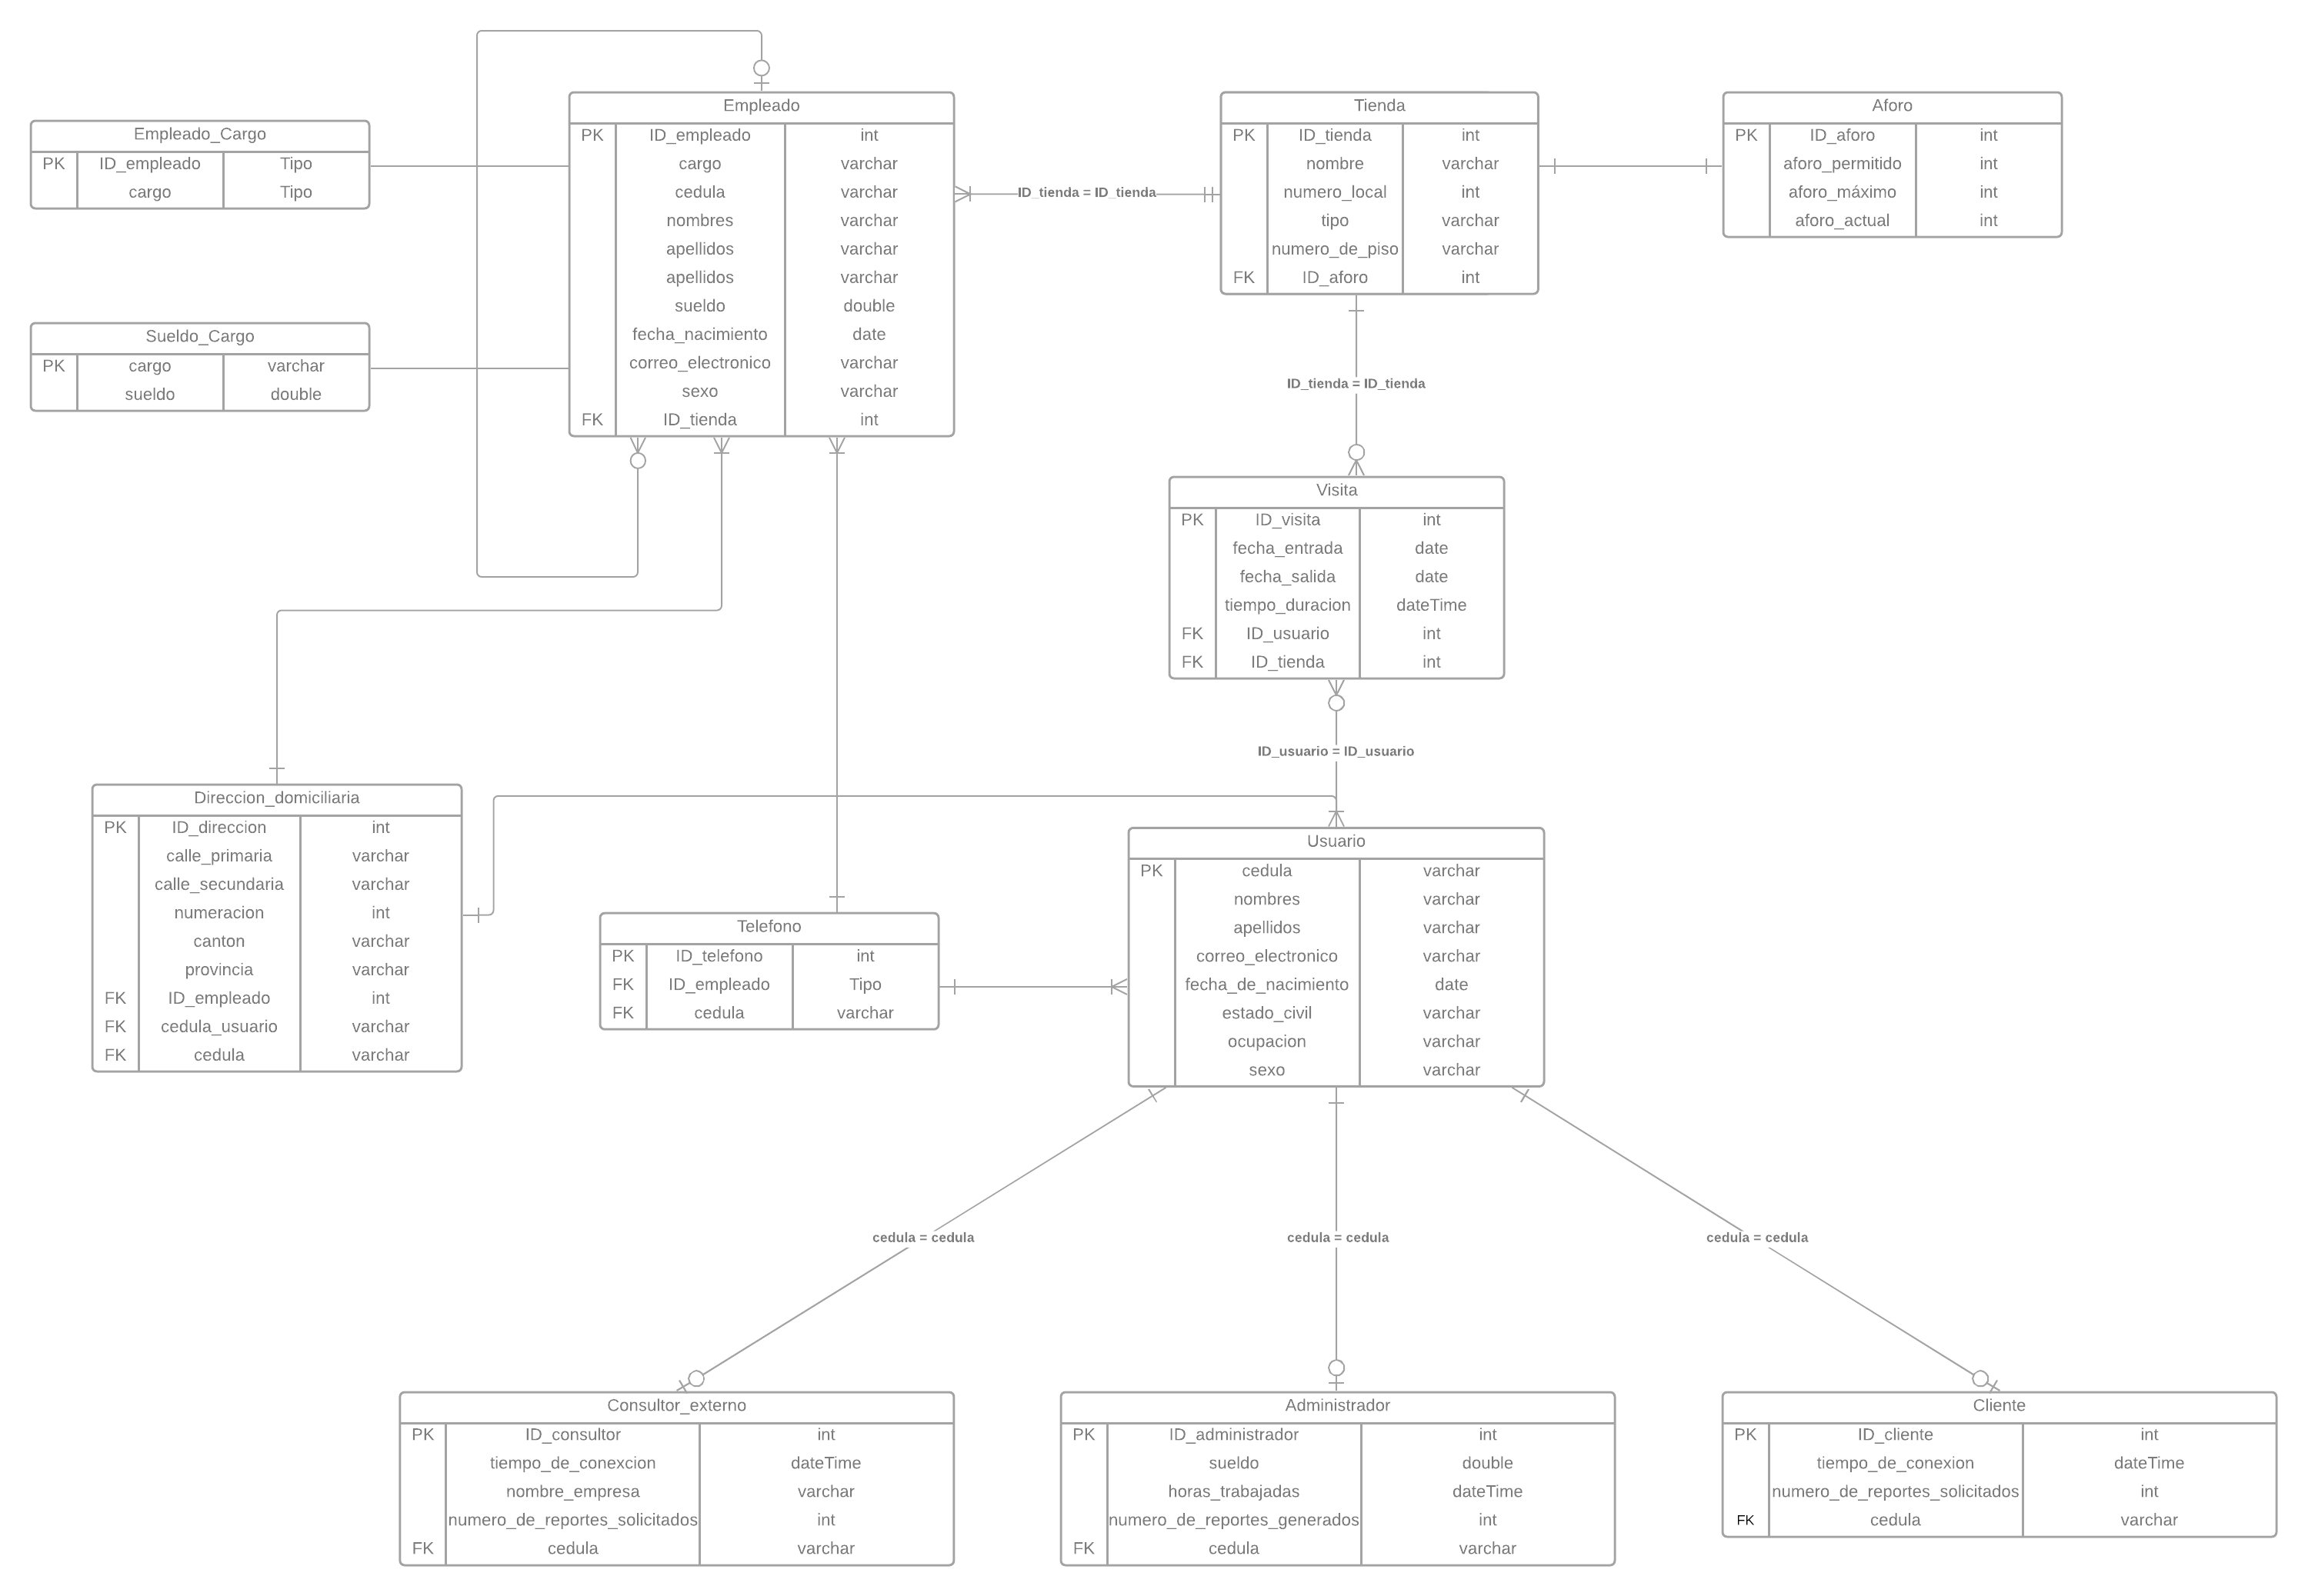 Empleado_Cargo
PK ID_empleado Tipo
cargo Tipo
Sueldo_Cargo
PK cargo varchar
sueldo double
Empleado
PK ID_empleado int
cargo varchar
cedula varchar
nombres varchar
apellidos varchar
apellidos varchar
sueldo double
fecha_nacimiento date
correo_electronico varchar
sexo varchar
FK ID_tienda int
ID_tienda = ID_tienda
Tienda
PK ID_tienda int
nombre varchar
numero_local int
tipo varchar
numero_de_piso varchar
FK ID_aforo int
Aforo
PK ID_aforo int
aforo_permitido int
aforo_máximo int
aforo_actual int
ID_tienda = ID_tienda
Visita
PK ID_visita int
fecha_entrada date
fecha_salida date
tiempo_duracion dateTime
FK ID_usuario int
FK ID_tienda int
ID_usuario = ID_usuario
Direccion_domiciliaria
PK ID_direccion int
calle_primaria varchar
calle_secundaria varchar
numeracion int
canton varchar
provincia varchar
FK ID_empleado int
FK cedula_usuario varchar
FK cedula varchar
Telefono
PK ID_telefono int
FK ID_empleado Tipo
FK cedula varchar
Usuario
PK cedula varchar
nombres varchar
apellidos varchar
correo_electronico varchar
fecha_de_nacimiento date
estado_civil varchar
ocupacion varchar
sexo varchar
cedula = cedula
cedula = cedula
cedula = cedula
Consultor_externo
PK ID_consultor int
tiempo_de_conexcion dateTime
nombre_empresa varchar
numero_de_reportes_solicitados int
FK cedula varchar
Administrador
PK ID_administrador int
sueldo double
horas_trabajadas dateTime
numero_de_reportes_generados int
FK cedula varchar
Cliente
PK ID_cliente int
tiempo_de_conexion dateTime
numero_de_reportes_solicitados int
FK cedula varchar